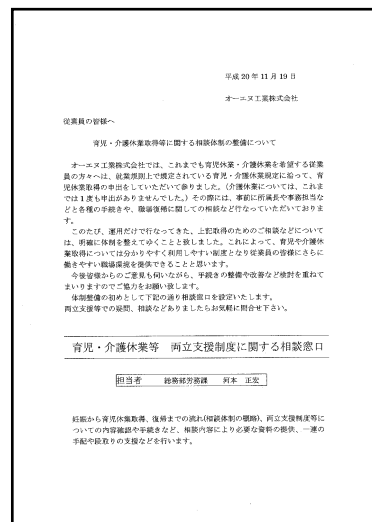 平成20年11月19日
オーエヌ工業株式会社
従業員の皆様へ
育児・介護休業取得等に関する相談体制の整備について
オーエヌ工業株式会社では、これまでも育児休業・介護休業を希望する従業
員の方々へは、就業規則上で規定されている育児・介護休業規定に沿って、育
児休業取得の申出をしていただいて参りました。(介護休業については、これま
では1度も申出がありませんでした。)その際には、事前に所属長や事務担当な
どと各種の手続きや、職場復帰に関しての相談など行なっていただいておりま
す。
このたび、運用だけで行なってきた、上記取得のためのご相談などについて
は、明確に体制を整えてゆくことと致しました。これによって、育児や介護休
業取得については分かりやすく利用しやすい制度となり従業員の皆様にさらに
働きやすい職場環境を提供できることと思います。
今後皆様からのご意見も伺いながら、手続きの整備や改善など検討を重ねて
まいりますのでご協力をお願い致します。
体制整備の初めとして下記の通り相談窓口を設定いたします。
両立支援等での疑問、相談などありましたらお気軽に問合せ下さい。
育児・介護休業等 両立支援制度に関する相談窓口
担当者 総務部労務課 河本 正宏
妊娠から育児休業取得、復帰までの流れ(相談体制の概略)、両立支援制度等に
ついての内容確認や手続きなど、相談内容により必要な資料の提供、一連の
手配や段取りの支援などを行います。